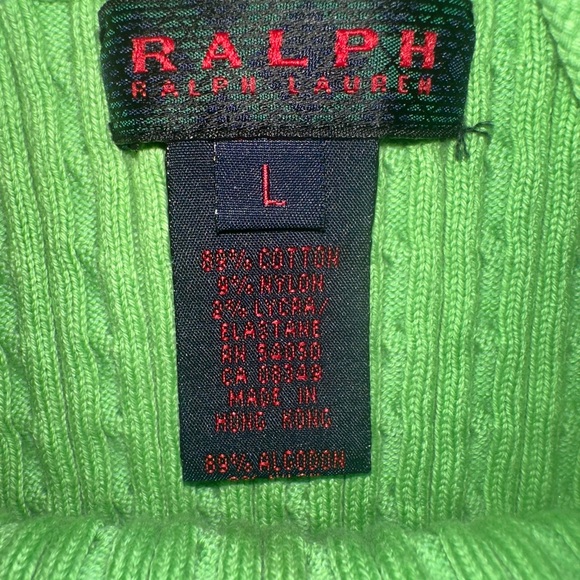 RALPH
RALPH LAUREN
L
89% COTTON
9% NYLON
2% LYCRA/
ELASTANE
RN 54050
CA 08349
MADE IN
HONG KONG
89% ALGODON